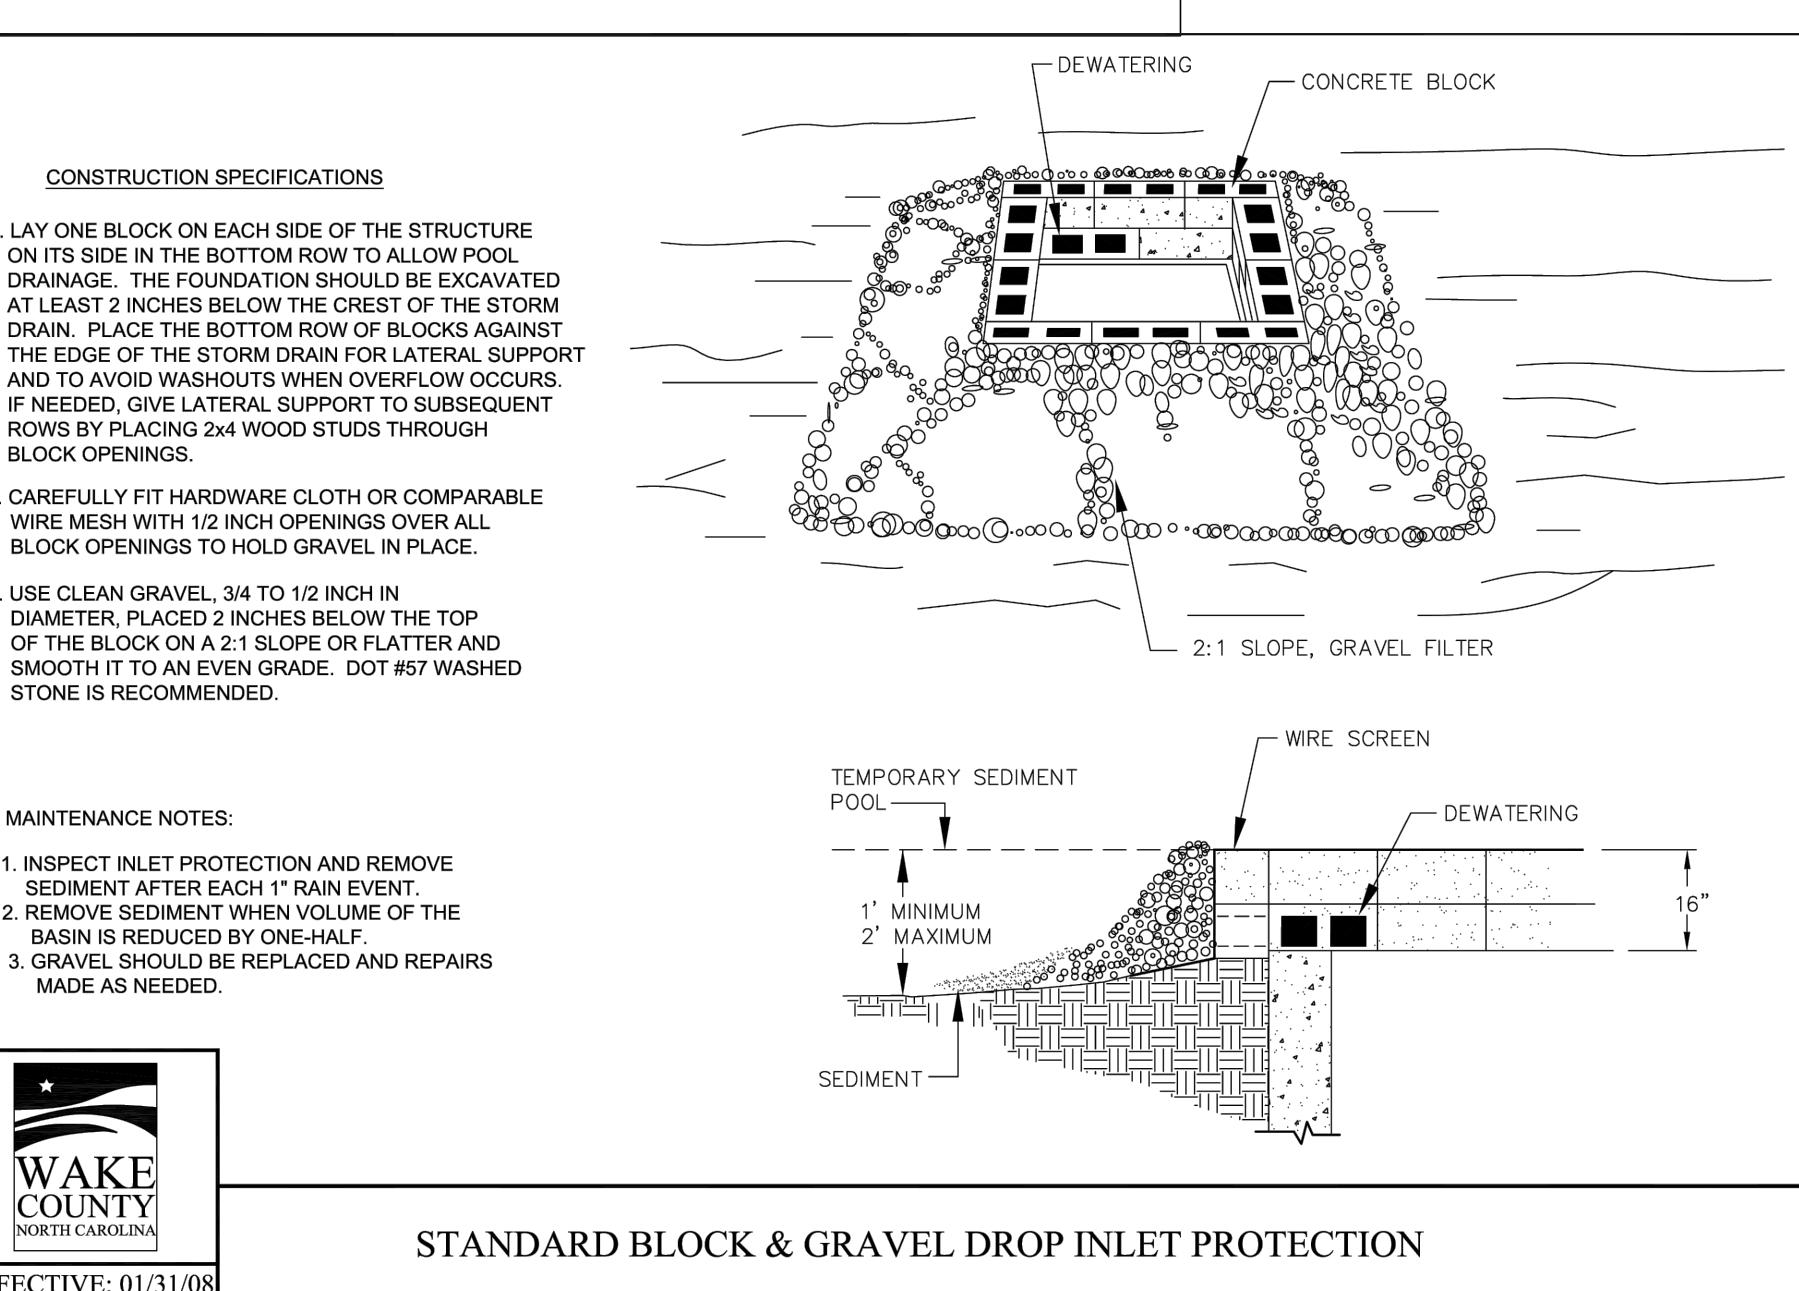 CONSTRUCTION SPECIFICATIONS
. LAY ONE BLOCK ON EACH SIDE OF THE STRUCTURE
ON ITS SIDE IN THE BOTTOM ROW TO ALLOW POOL
DRAINAGE. THE FOUNDATION SHOULD BE EXCAVATED
AT LEAST 2 INCHES BELOW THE CREST OF THE STORM
DRAIN. PLACE THE BOTTOM ROW OF BLOCKS AGAINST
THE EDGE OF THE STORM DRAIN FOR LATERAL SUPPORT
AND TO AVOID WASHOUTS WHEN OVERFLOW OCCURS.
IF NEEDED, GIVE LATERAL SUPPORT TO SUBSEQUENT
ROWS BY PLACING 2x4 WOOD STUDS THROUGH
BLOCK OPENINGS.
. CAREFULLY FIT HARDWARE CLOTH OR COMPARABLE
WIRE MESH WITH 1/2 INCH OPENINGS OVER ALL
BLOCK OPENINGS TO HOLD GRAVEL IN PLACE.
. USE CLEAN GRAVEL, 3/4 TO 1/2 INCH IN
DIAMETER, PLACED 2 INCHES BELOW THE TOP
OF THE BLOCK ON A 2:1 SLOPE OR FLATTER AND
SMOOTH IT TO AN EVEN GRADE. DOT #57 WASHED
STONE IS RECOMMENDED.
MAINTENANCE NOTES:
1. INSPECT INLET PROTECTION AND REMOVE
SEDIMENT AFTER EACH 1" RAIN EVENT.
2. REMOVE SEDIMENT WHEN VOLUME OF THE
BASIN IS REDUCED BY ONE-HALF.
3. GRAVEL SHOULD BE REPLACED AND REPAIRS
MADE AS NEEDED.
DEWATERING
CONCRETE BLOCK
2:1 SLOPE, GRAVEL FILTER
WIRE SCREEN
TEMPORARY SEDIMENT
POOL
DEWATERING
1' MINIMUM
2' MAXIMUM
16"
SEDIMENT
WAKE
COUNTY
NORTH CAROLINA
FECTIVE: 01/31/08
STANDARD BLOCK & GRAVEL DROP INLET PROTECTION